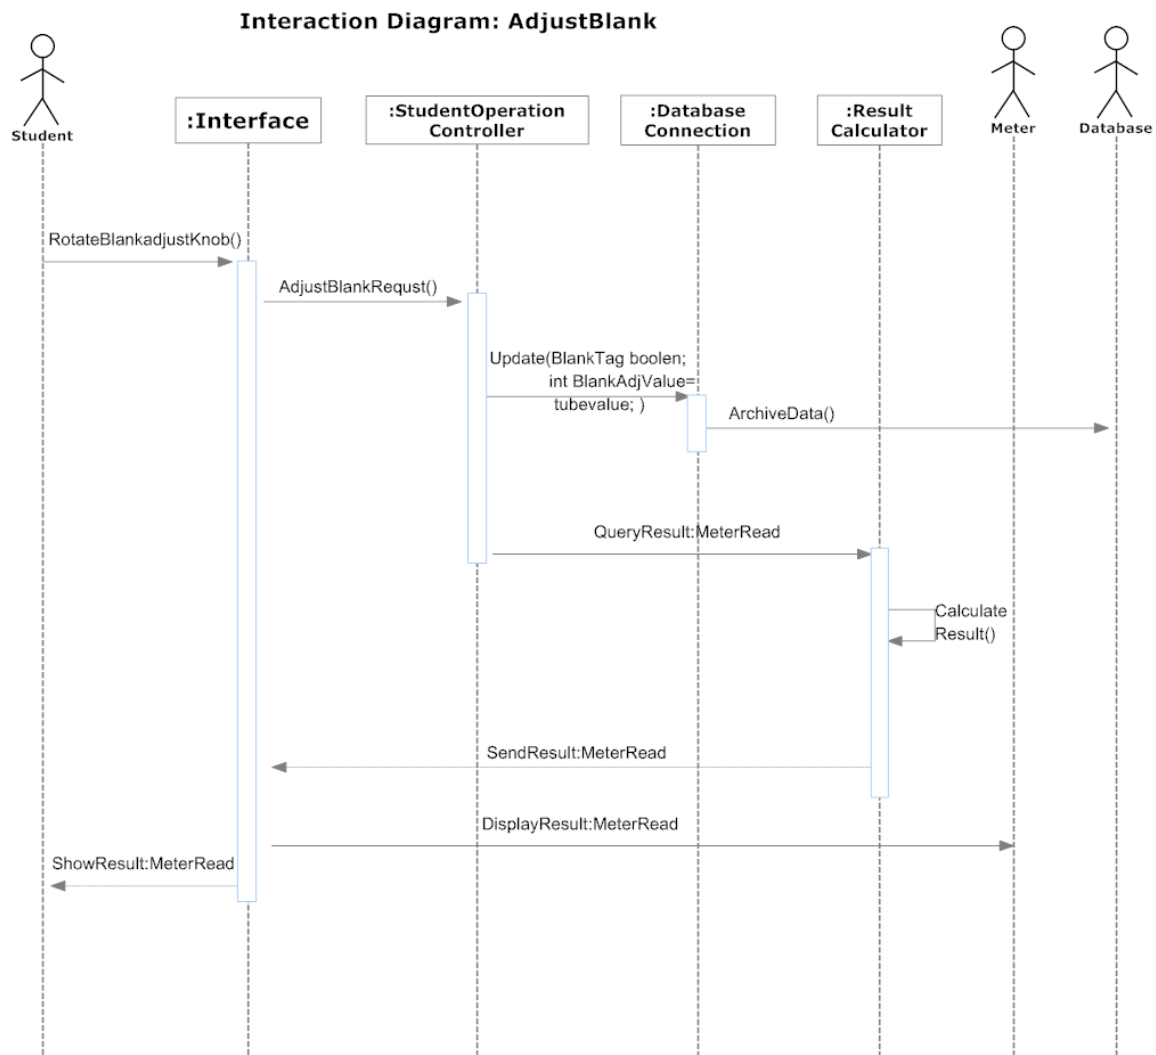 Interaction Diagram: AdjustBlank
Student
:Interface
:StudentOperation
Controller
:Database
Connection
:Result
Calculator
Meter
Database
RotateBlankadjustKnob()
AdjustBlankRequst()
Update(BlankTag boolen;
int BlankAdjValue=
tubevalue; )
ArchiveData()
QueryResult:MeterRead
Calculate
Result()
SendResult:MeterRead
DisplayResult:MeterRead
ShowResult:MeterRead